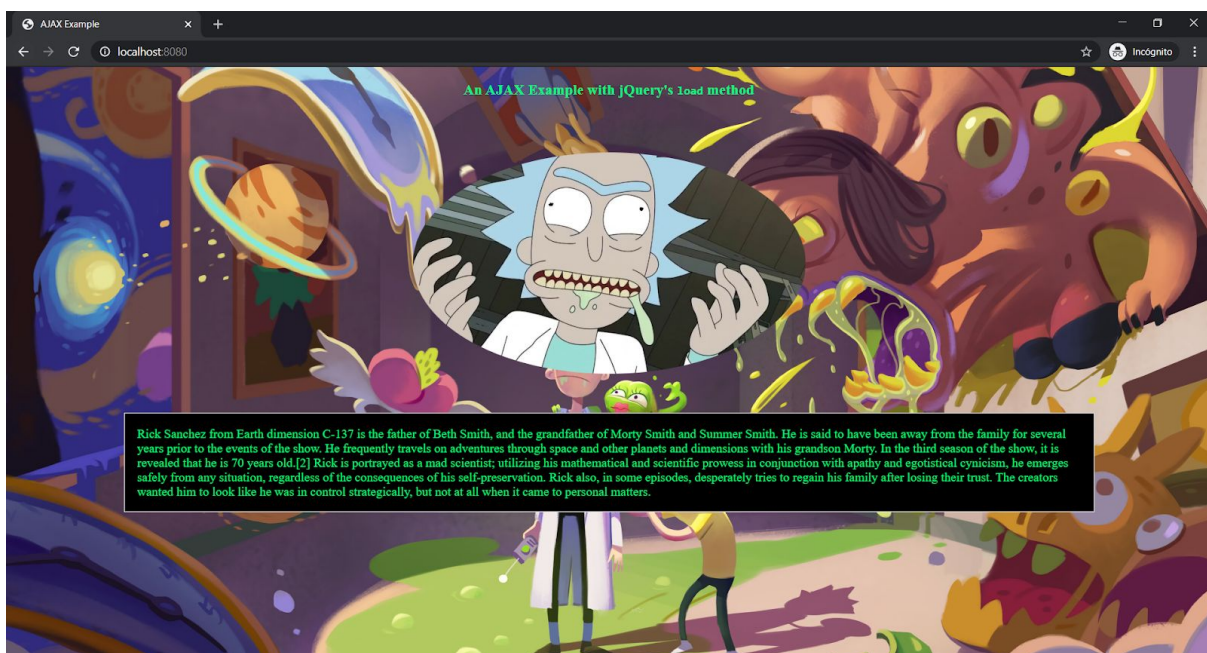 AJAX Example
localhost:8080
Incógnito
An AJAX Example with jQuery's load method
Rick Sanchez from Earth dimension C-137 is the father of Beth Smith, and the grandfather of Morty Smith and Summer Smith. He is said to have been away from the family for several
years prior to the events of the show. He frequently travels on adventures through space and other planets and dimensions with his grandson Morty. In the third season of the show, it is
revealed that he is 70 years old.[2] Rick is portrayed as a mad scientist; utilizing his mathematical and scientific prowess in conjunction with apathy and egotistical cynicism, he emerges
safely from any situation, regardless of the consequences of his self-preservation. Rick also, in some episodes, desperately tries to regain his family after losing their trust. The creators
wanted him to look like he was in control strategically, but not at all when it came to personal matters.